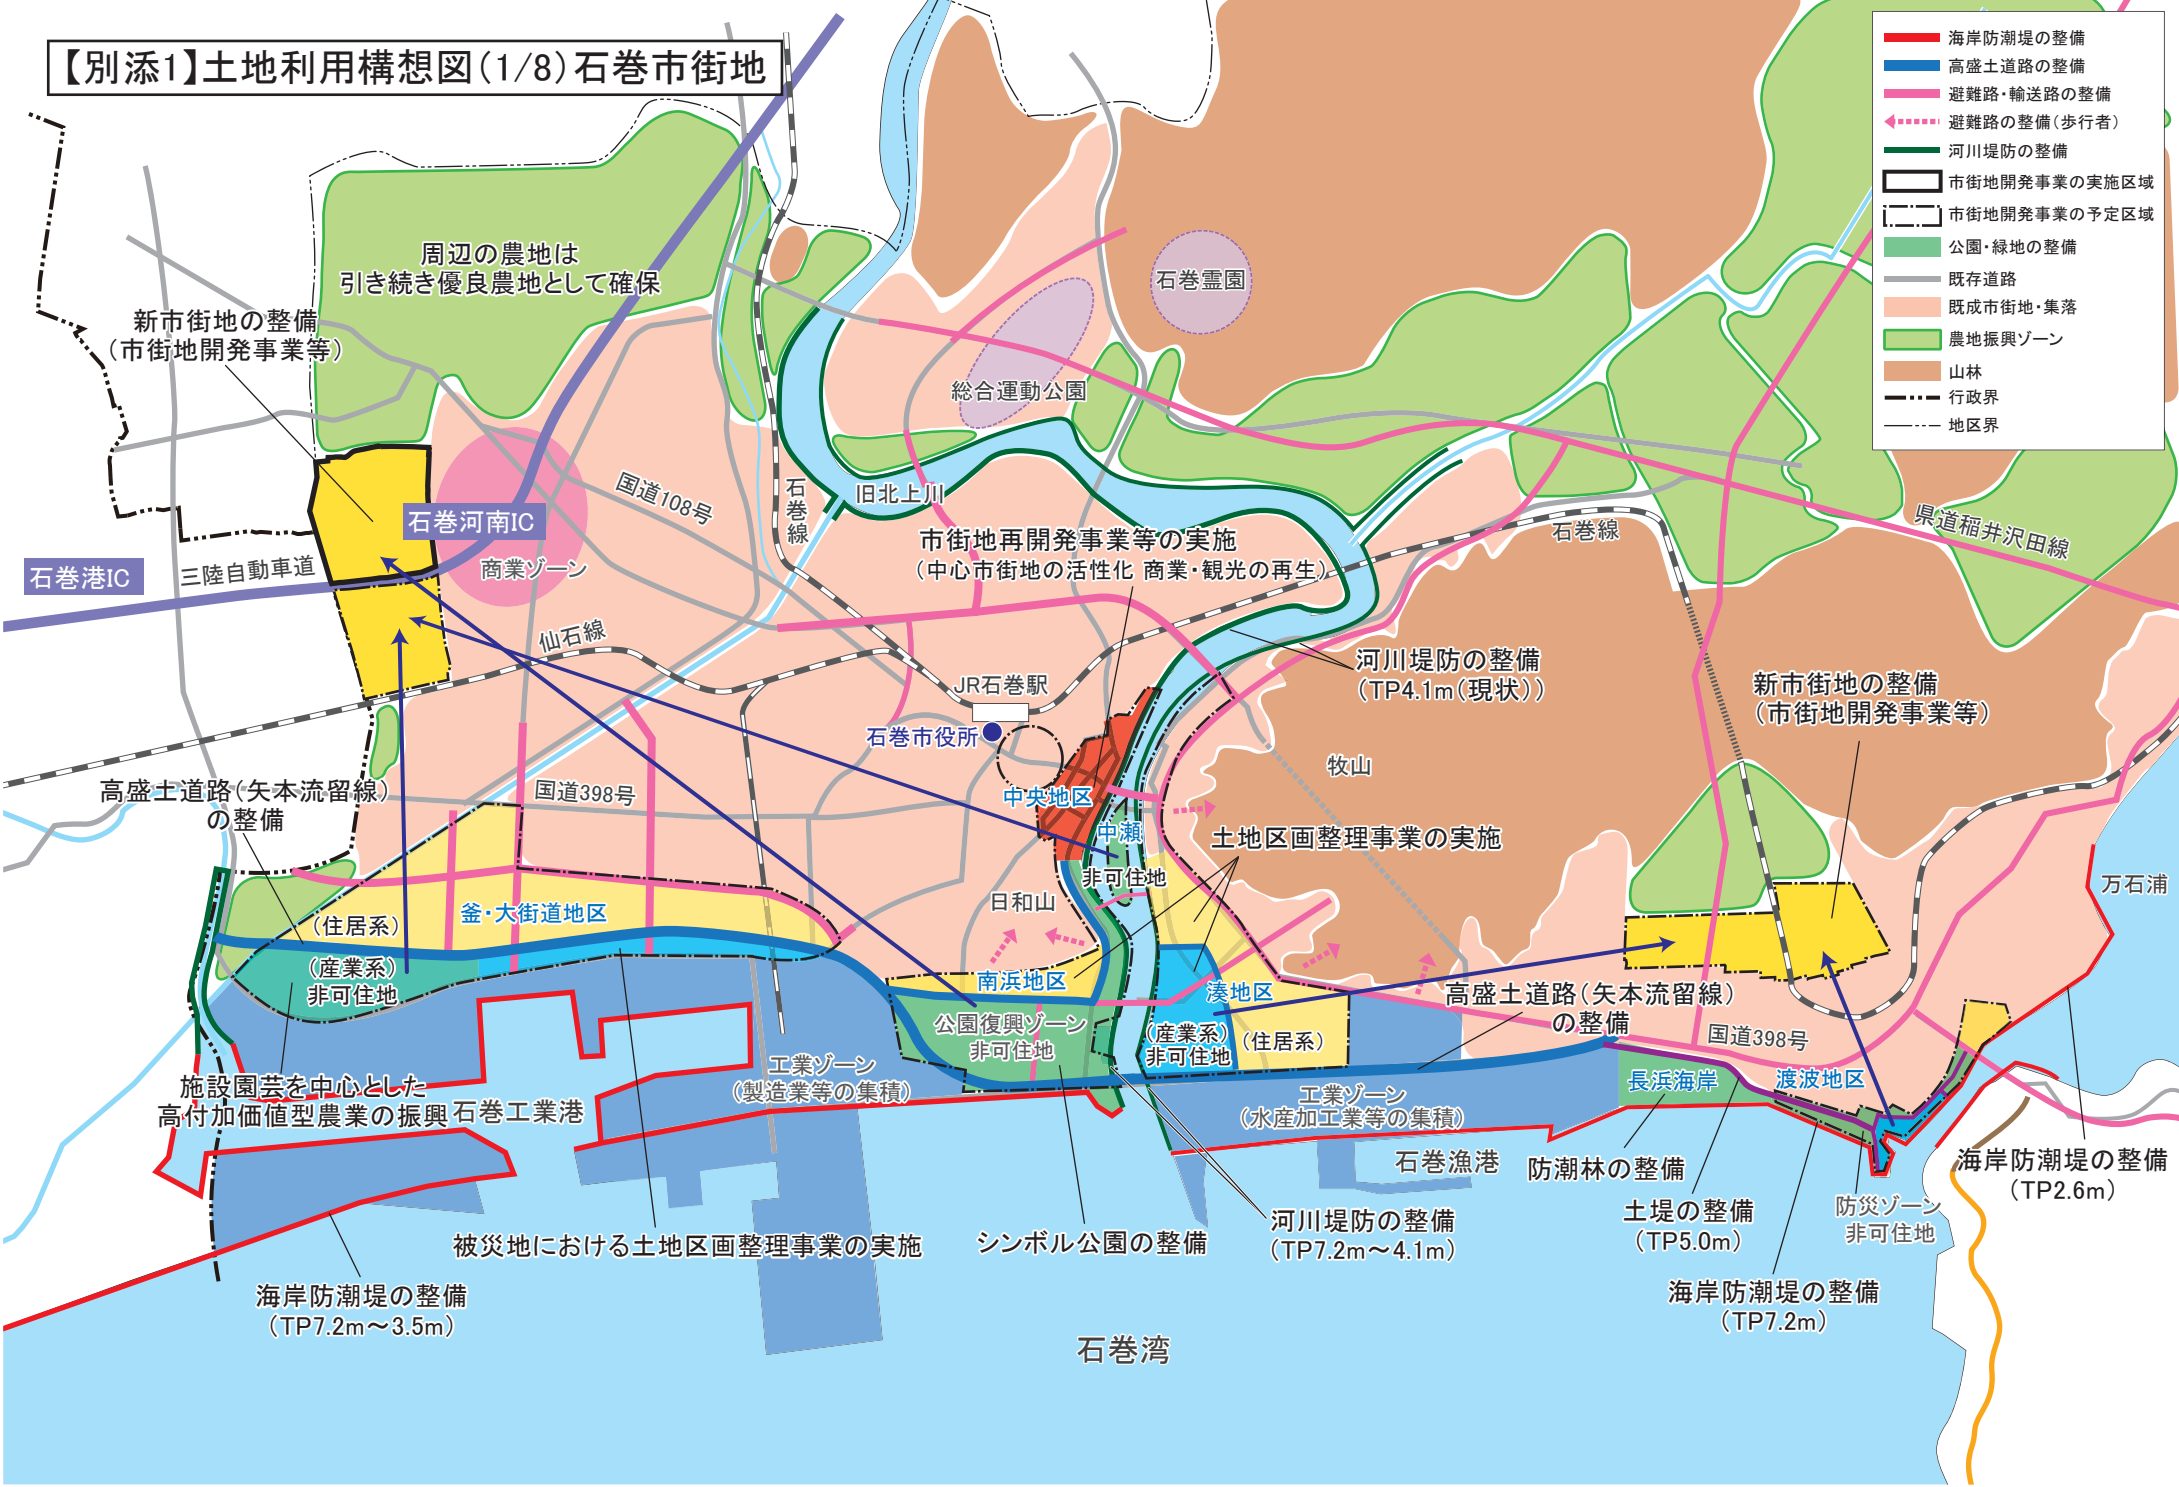 【別添1】土地利用構想図(1/8)石巻市街地
海岸防潮堤の整備
高盛土道路の整備
避難路・輸送路の整備
避難路の整備(歩行者)
河川堤防の整備
市街地開発事業の実施区域
市街地開発事業の予定区域
公園・緑地の整備
既存道路
既成市街地・集落
農地振興ゾーン
山林
行政界
地区界
周辺の農地は
引き続き優良農地として確保
新市街地の整備
(市街地開発事業等)
石巻霊園
総合運動公園
石巻河南IC
国道108号
石巻線
旧北上川
石巻港IC
三陸自動車道
商業ゾーン
市街地再開発事業等の実施
(中心市街地の活性化 商業・観光の再生)
石巻線
県道稲井沢田線
仙石線
JR石巻駅
石巻市役所
河川堤防の整備
(TP4.1m(現状))
新市街地の整備
(市街地開発事業等)
牧山
高盛土道路(矢本流留線)
の整備
国道398号
中央地区
中瀬
非可住地
土地区画整理事業の実施
万石浦
日和山
(住居系)
釜・大街道地区
(産業系)
非可住地
南浜地区
湊地区
公園復興ゾーン
非可住地
(産業系)
非可住地
(住居系)
高盛土道路(矢本流留線)
の整備
国道398号
工業ゾーン
(製造業等の集積)
施設園芸を中心とした
高付加価値型農業の振興
石巻工業港
工業ゾーン
(水産加工業等の集積)
長浜海岸
渡波地区
石巻漁港
防潮林の整備
海岸防潮堤の整備
(TP2.6m)
土堤の整備
(TP5.0m)
防災ゾーン
非可住地
被災地における土地区画整理事業の実施
シンボル公園の整備
河川堤防の整備
(TP7.2m～4.1m)
海岸防潮堤の整備
(TP7.2m～3.5m)
海岸防潮堤の整備
(TP7.2m)
石巻湾